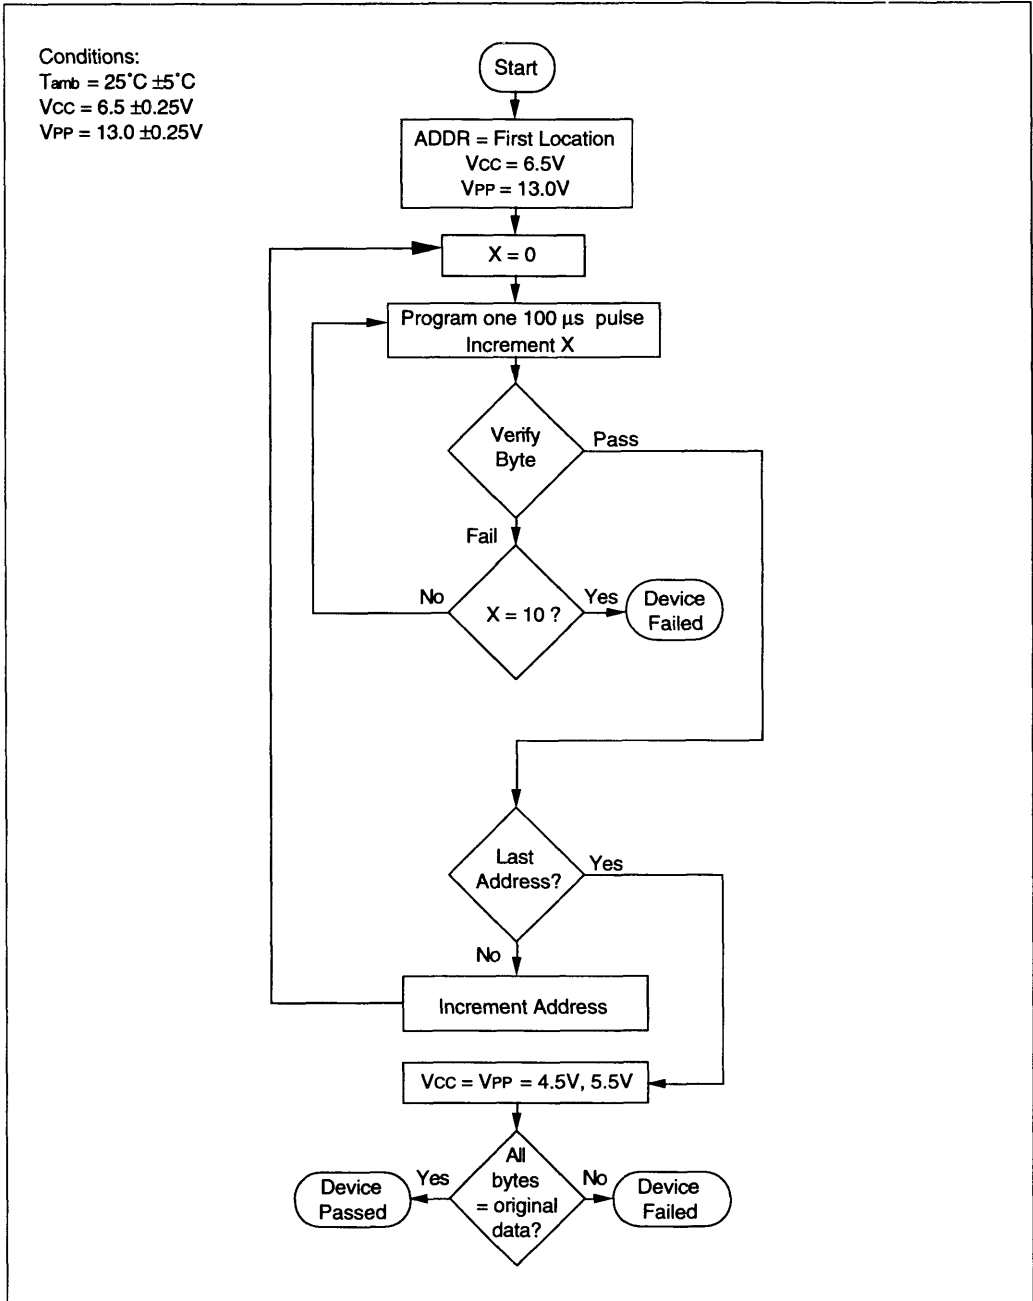 Conditions:
Tamb = 25˚C ±5˚C
VCC = 6.5 ±0.25V
VPP = 13.0 ±0.25V
Start
ADDR = First Location
VCC = 6.5V
VPP = 13.0V
X = 0
Program one 100 µs pulse
Increment X
Verify
Byte
Pass
Fail
No
X = 10 ?
Yes
Device
Failed
Last
Address?
Yes
No
Increment Address
VCC = VPP = 4.5V, 5.5V
All
bytes
= original
data?
Yes
No
Device
Passed
Device
Failed